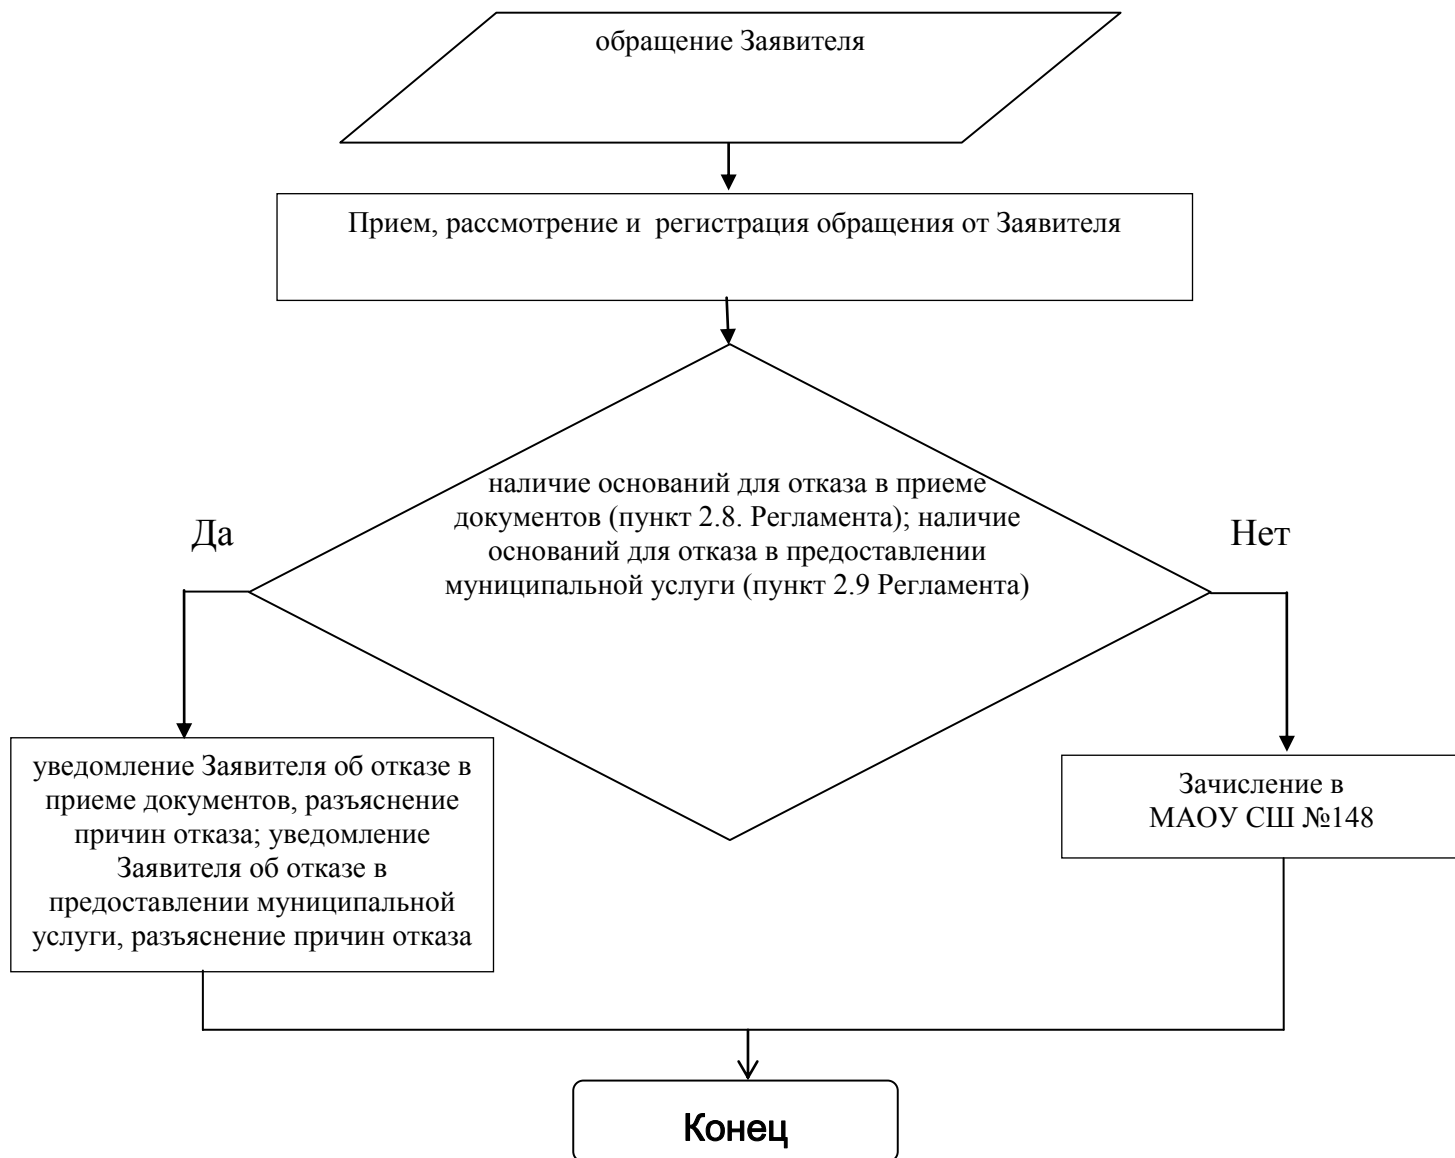 обращение Заявителя
Прием, рассмотрение и  регистрация обращения от Заявителя
наличие оснований для отказа в приеме
документов (пункт 2.8. Регламента); наличие
оснований для отказа в предоставлении
муниципальной услуги (пункт 2.9 Регламента)
Да
Нет
уведомление Заявителя об отказе в
приеме документов, разъяснение
причин отказа; уведомление
Заявителя об отказе в
предоставлении муниципальной
услуги, разъяснение причин отказа
Зачисление в
МАОУ СШ №148
Конец